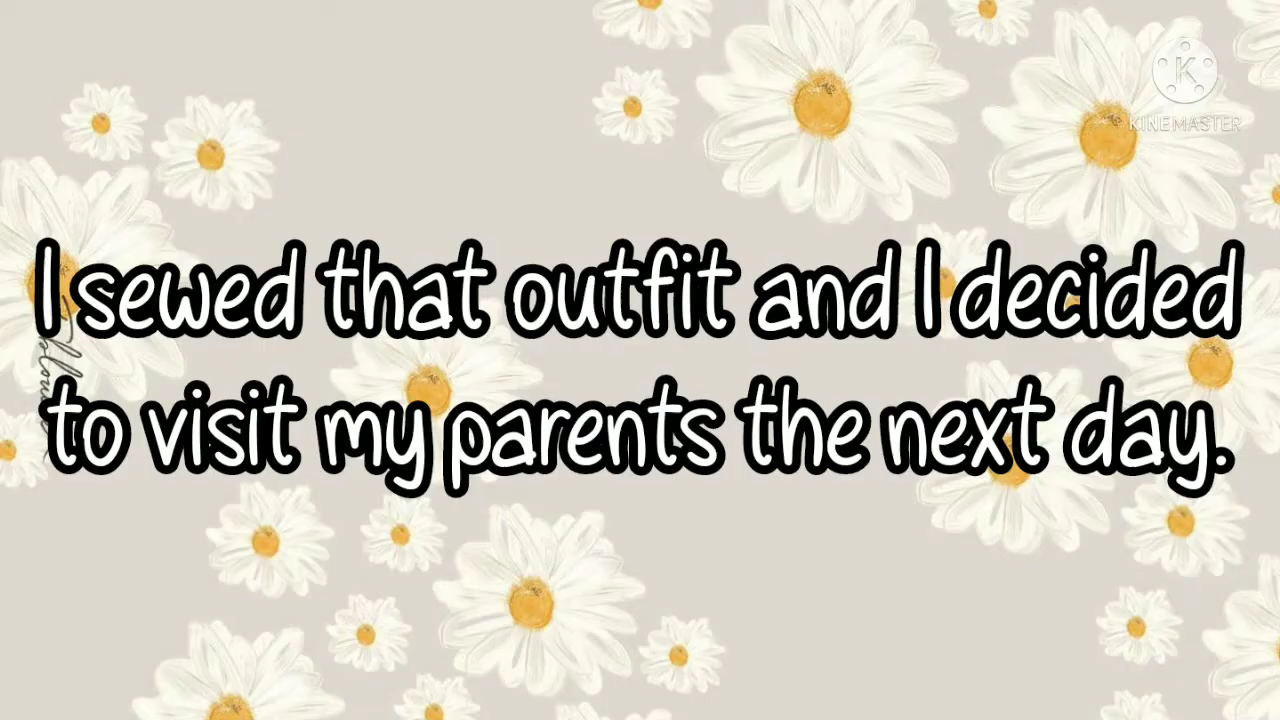 K
KINEMASTER
I sewed that outfit and I decided
to visit my parents the next day.